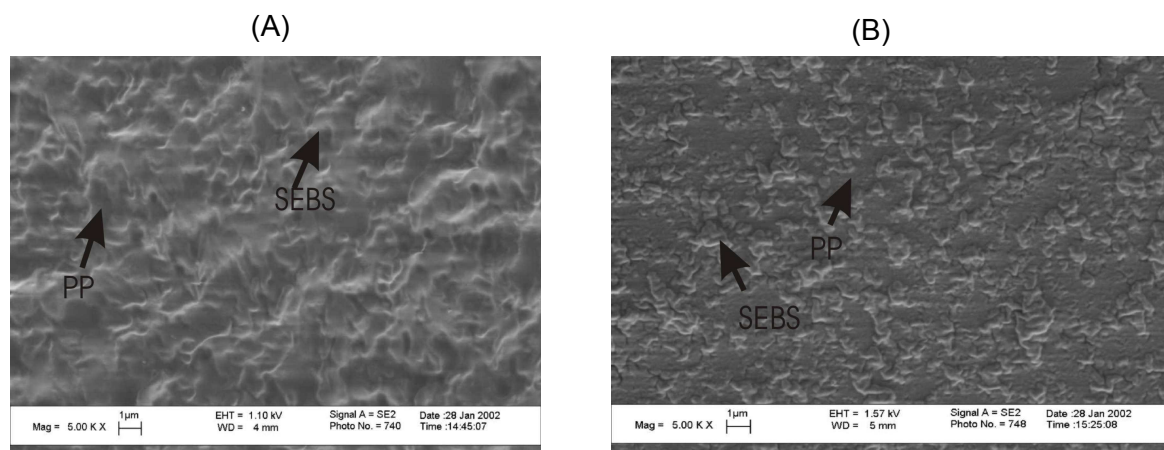 (A)
(B)
SEBS
PP
PP
SEBS
Mag = 5.00 K X
1µm
EHT = 1.10 kV
WD = 4 mm
Signal A = SE2
Photo No. = 740
Date :28 Jan 2002
Time :14:45:07
Mag = 5.00 K X
1µm
EHT = 1.57 kV
WD = 5 mm
Signal A = SE2
Photo No. = 748
Date :28 Jan 2002
Time :15:25:08